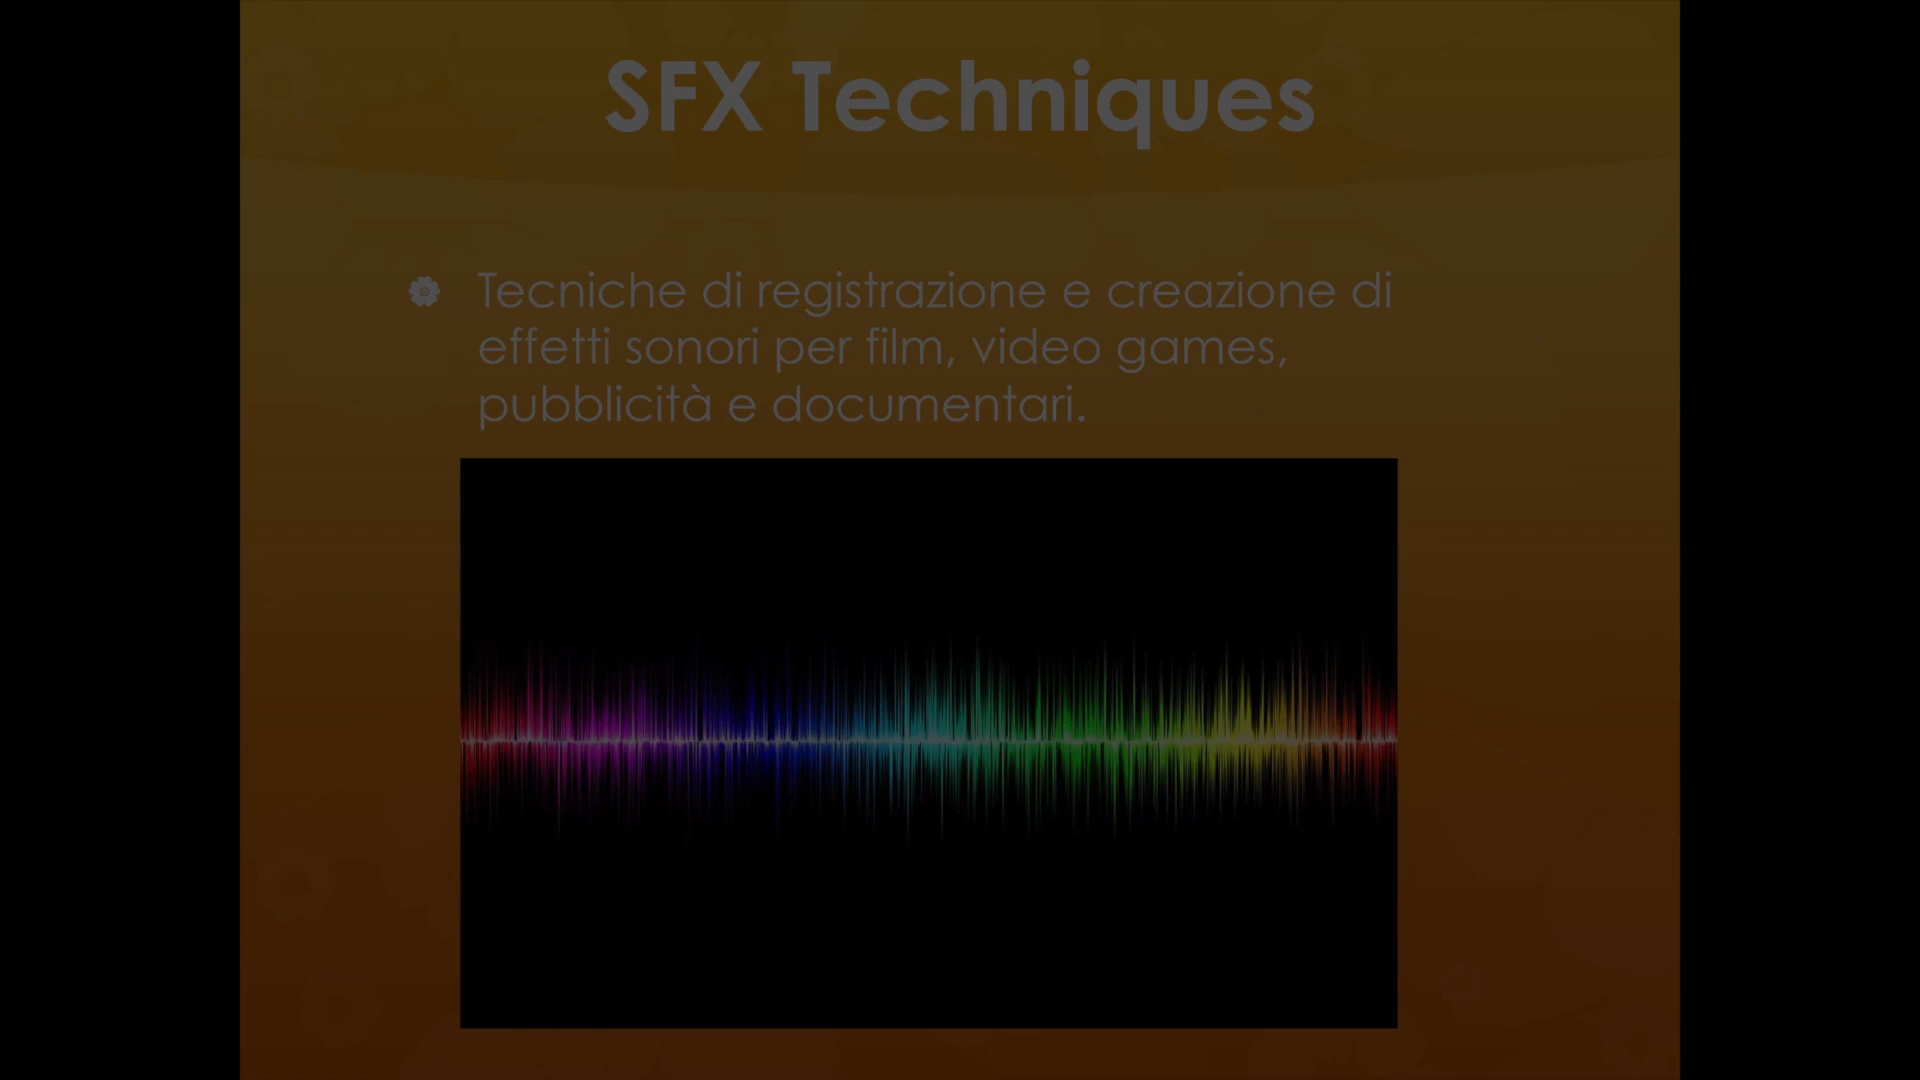 SFX Techniques
Tecniche di registrazione e creazione di
effetti sonori per film, video games,
pubblicità e documentari.